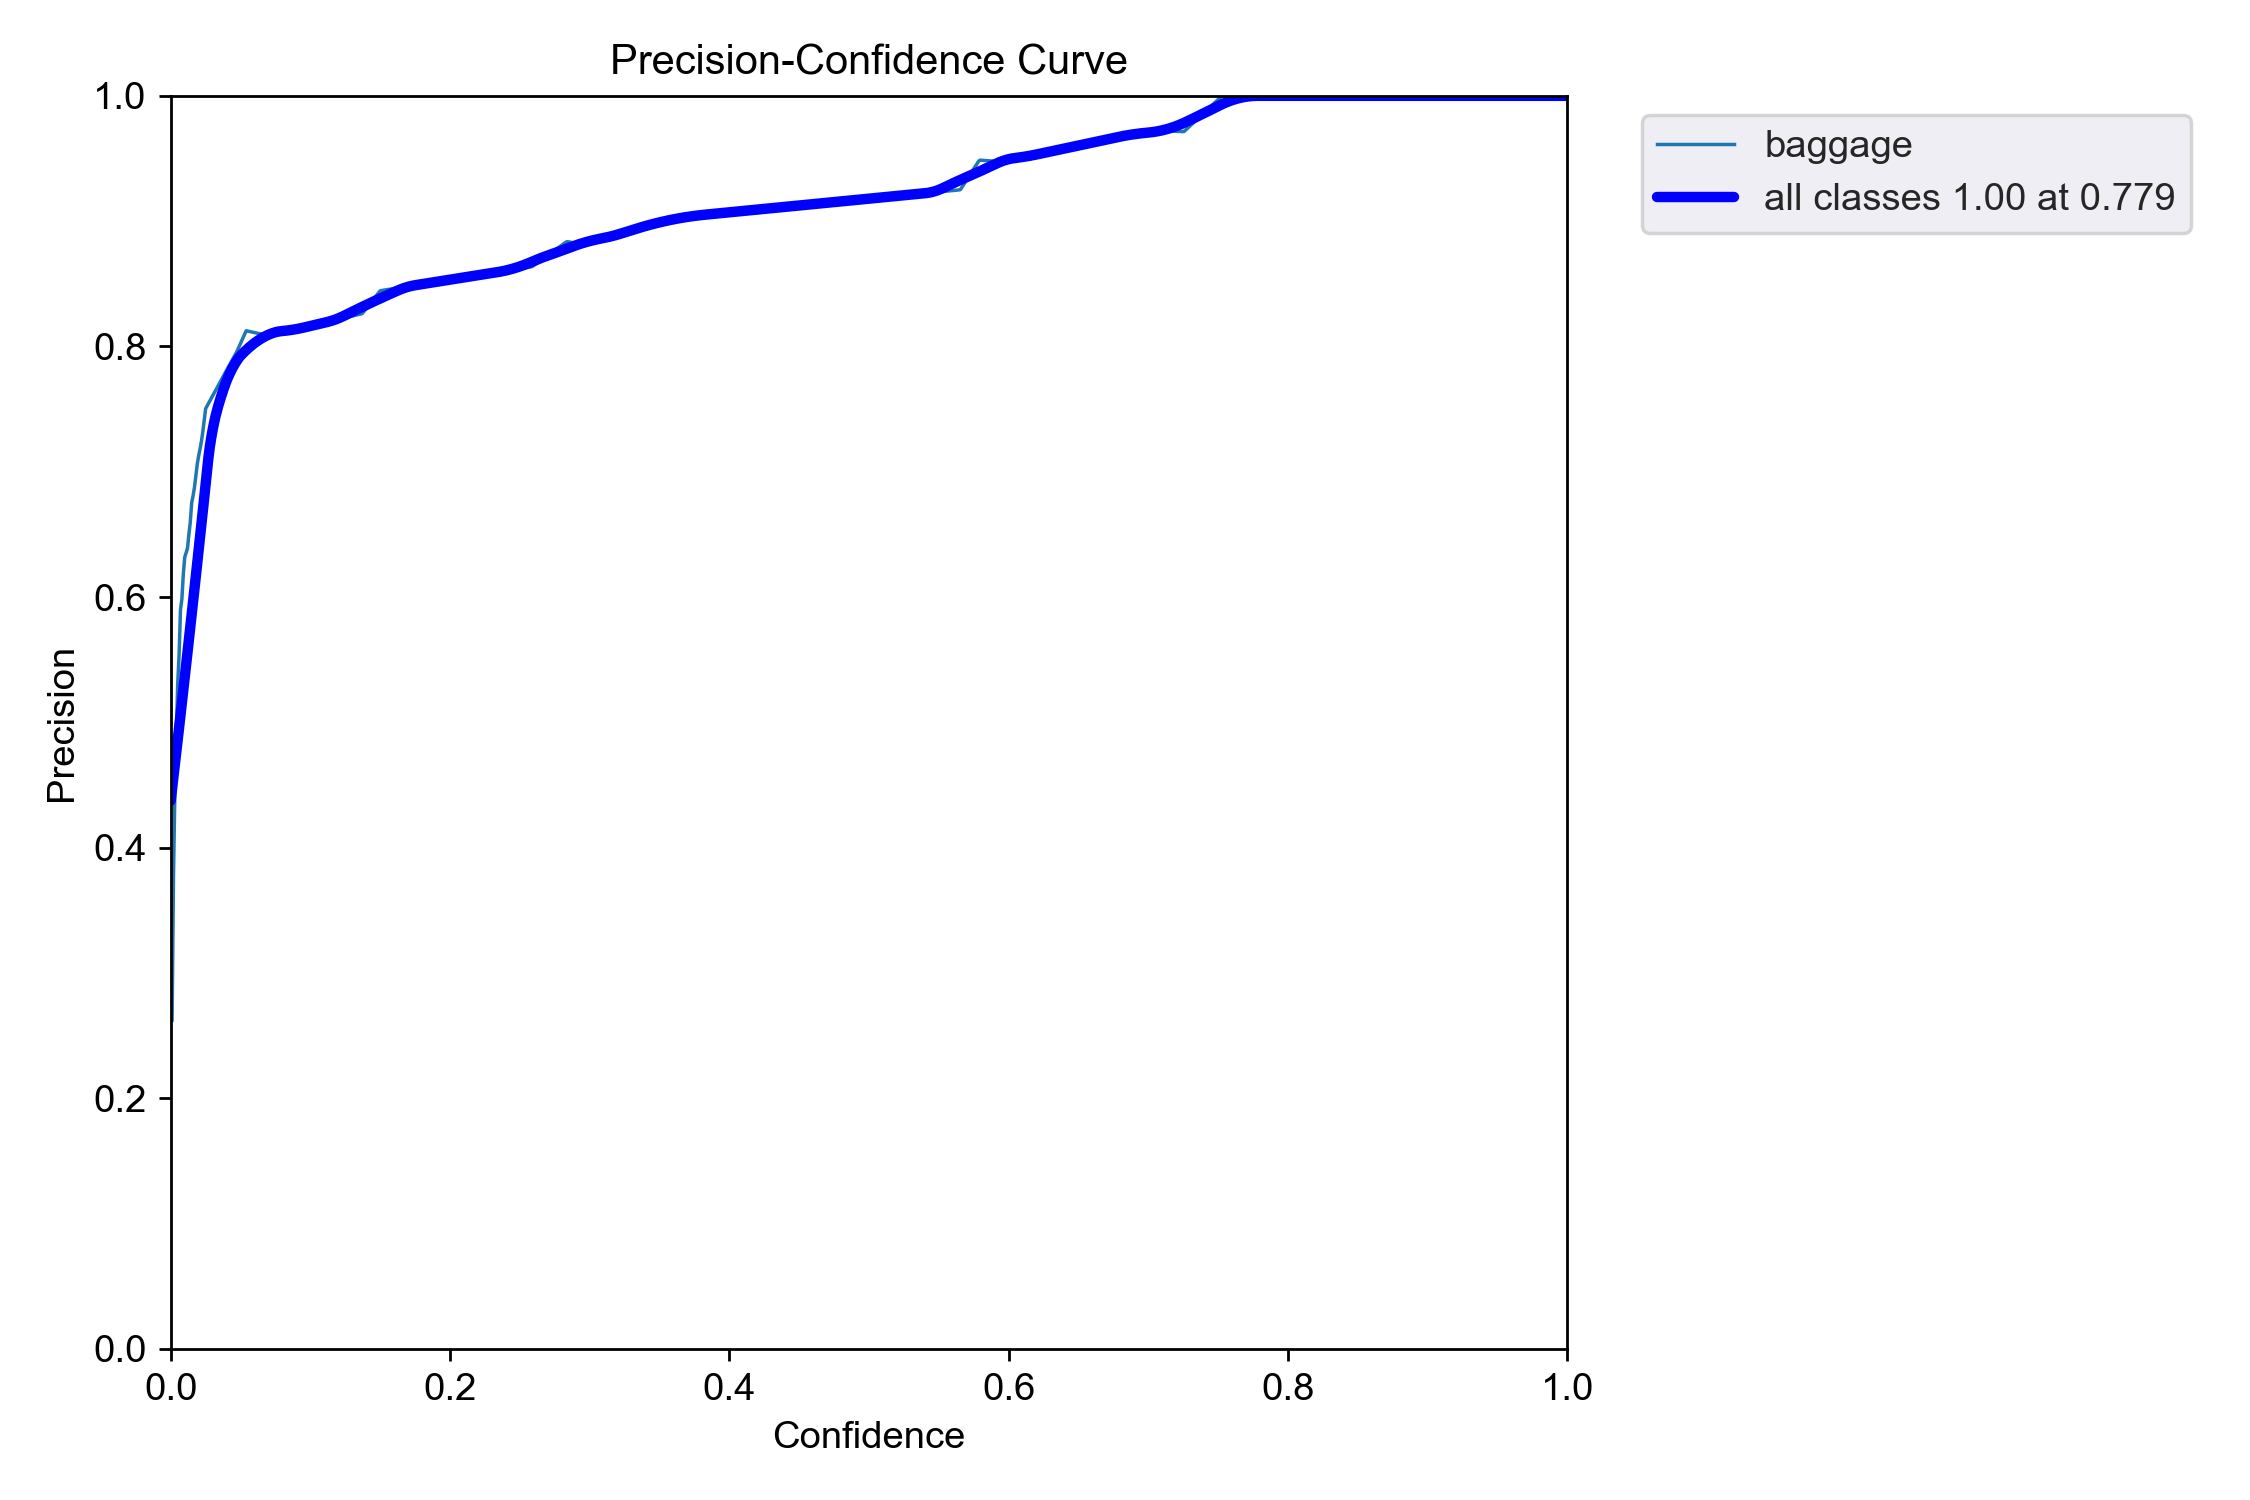 Precision-Confidence Curve
1.0
0.8
0.6
0.4
0.2
0.0
Precision
0.0 0.2 0.4 0.6 0.8 1.0
Confidence
baggage
all classes 1.00 at 0.779